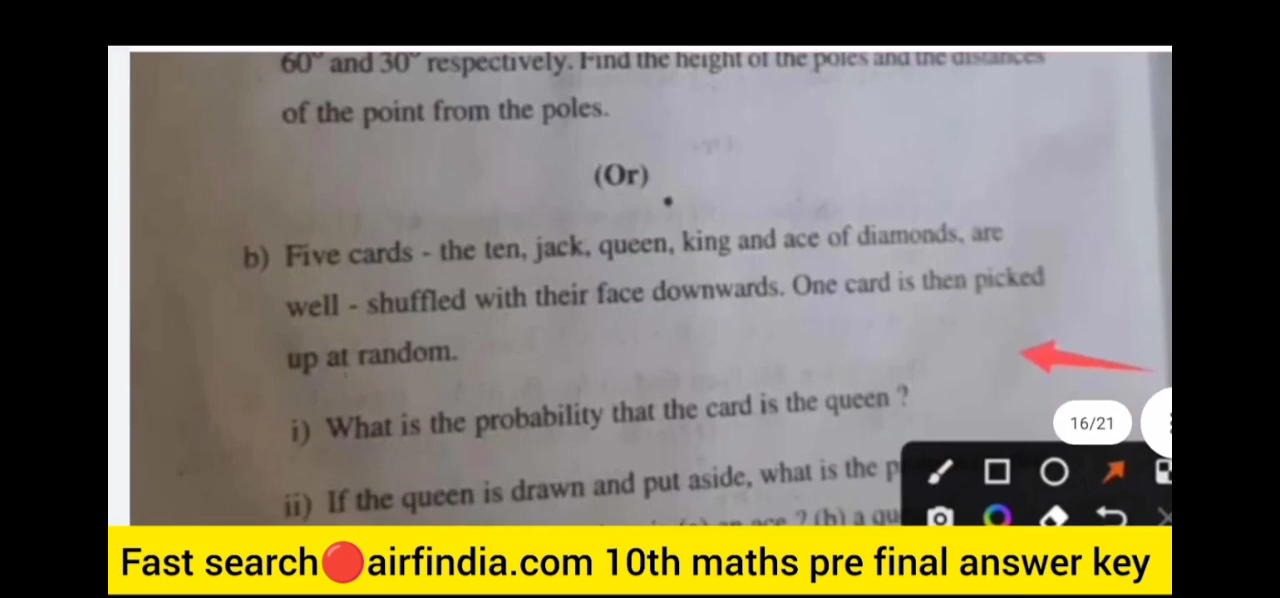 60° and 30° respectively. Find the height of the poles and the distances
of the point from the poles.
(Or)
b) Five cards - the ten, jack, queen, king and ace of diamonds, are
well - shuffled with their face downwards. One card is then picked
up at random.
i) What is the probability that the card is the queen ?
16/21
ii) If the queen is drawn and put aside, what is the p
an ace ? (b) a qu
Fast search🔴airfindia.com 10th maths pre final answer key